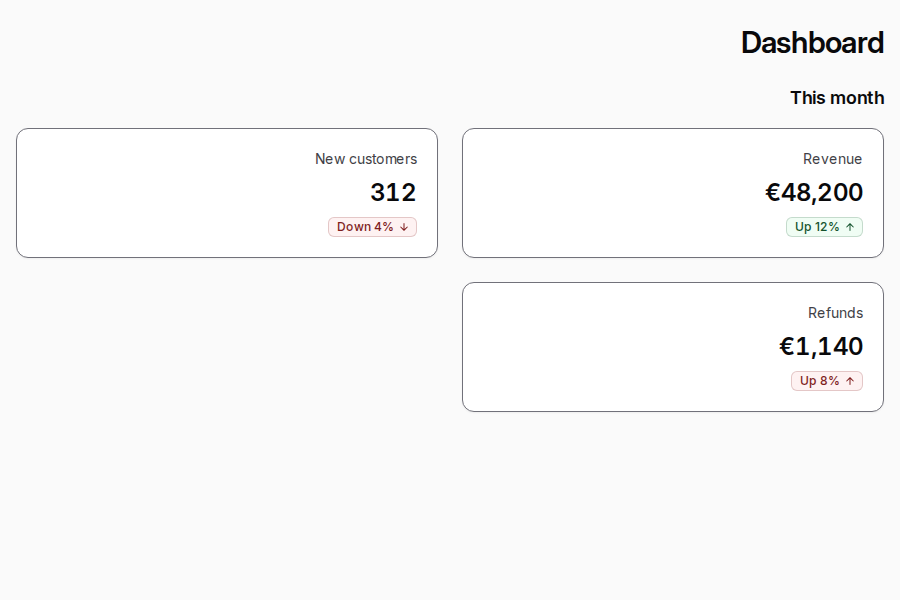 Dashboard
This month
Revenue
€48,200
Up 12% ↑
New customers
312
Down 4% ↓
Refunds
€1,140
Up 8% ↑